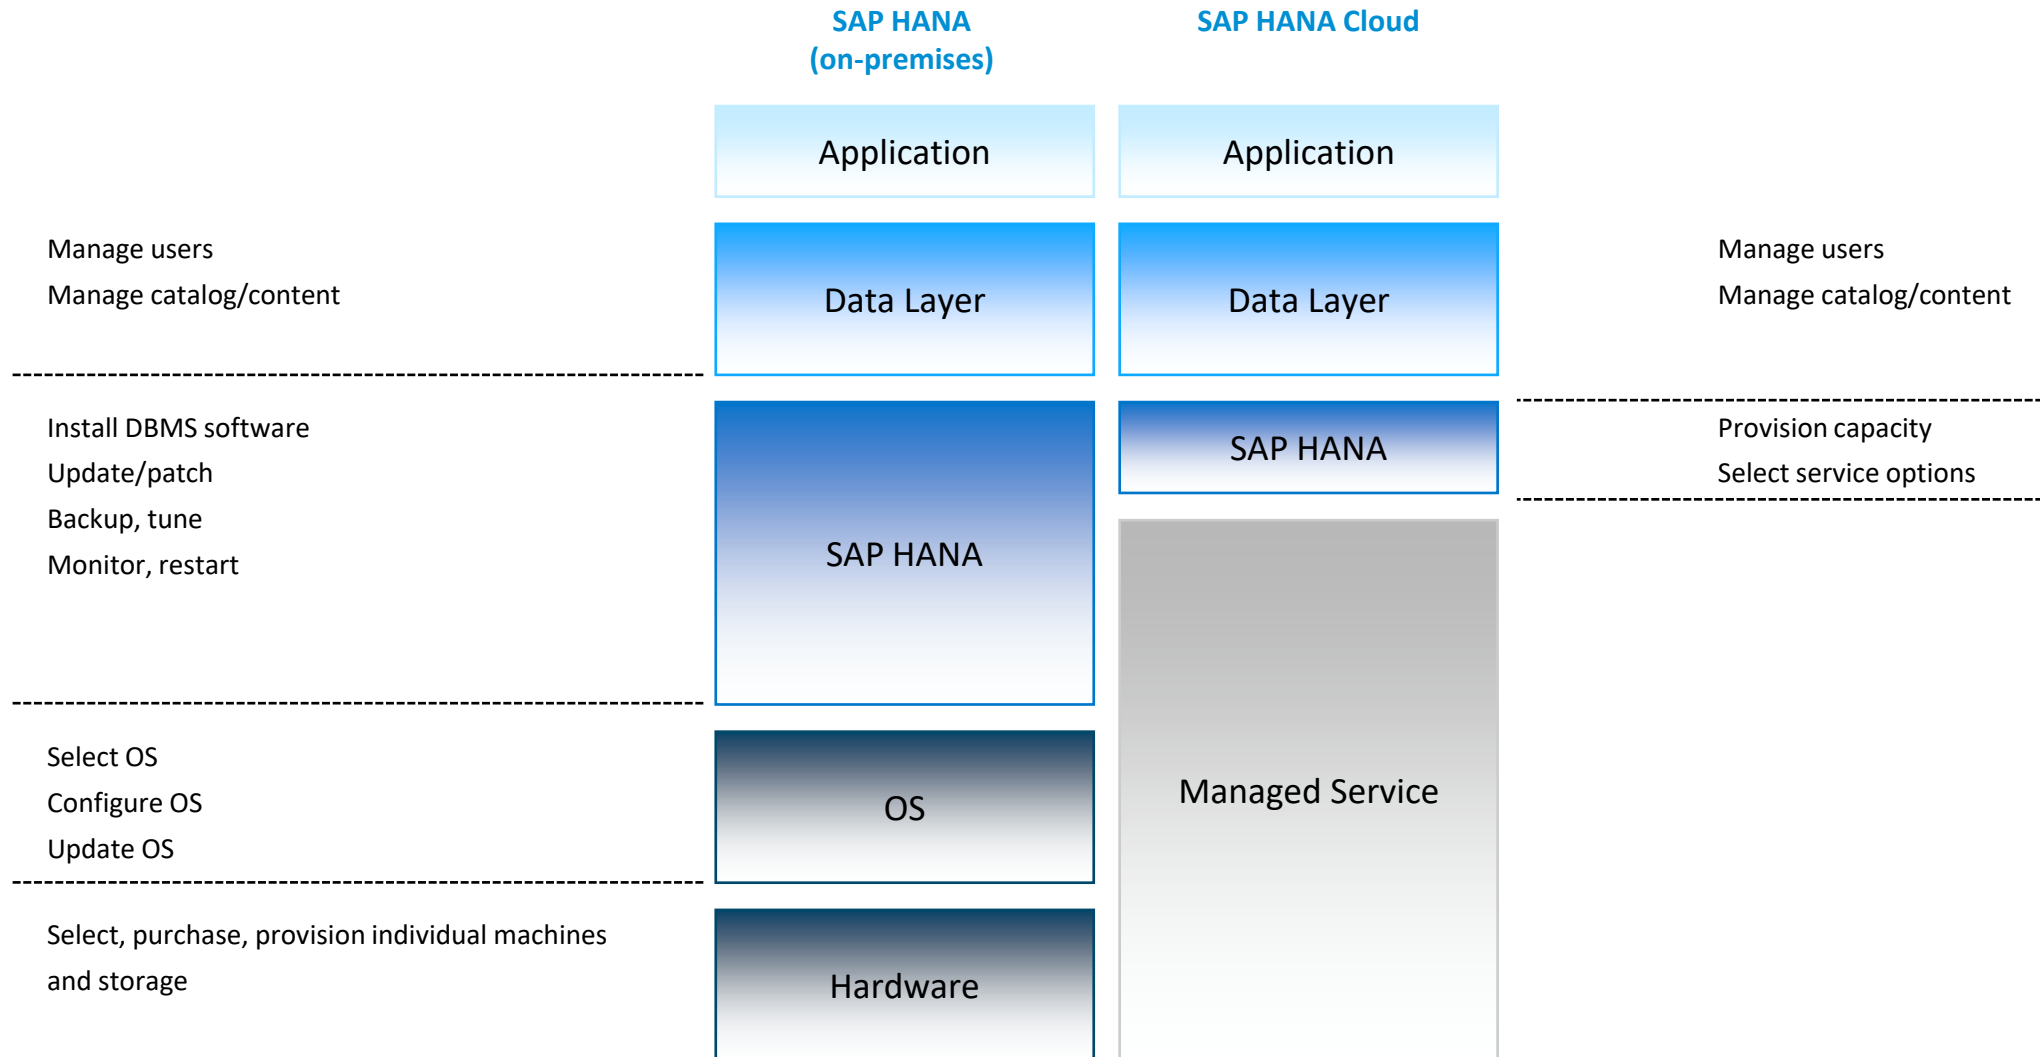 SAP HANA
(on-premises)
SAP HANA Cloud
Application
Application
Manage users
Manage catalog/content
Data Layer
Data Layer
Manage users
Manage catalog/content
Install DBMS software
Update/patch
Backup, tune
Monitor, restart
SAP HANA
SAP HANA
Provision capacity
Select service options
Select OS
Configure OS
Update OS
OS
Managed Service
Select, purchase, provision individual machines
and storage
Hardware